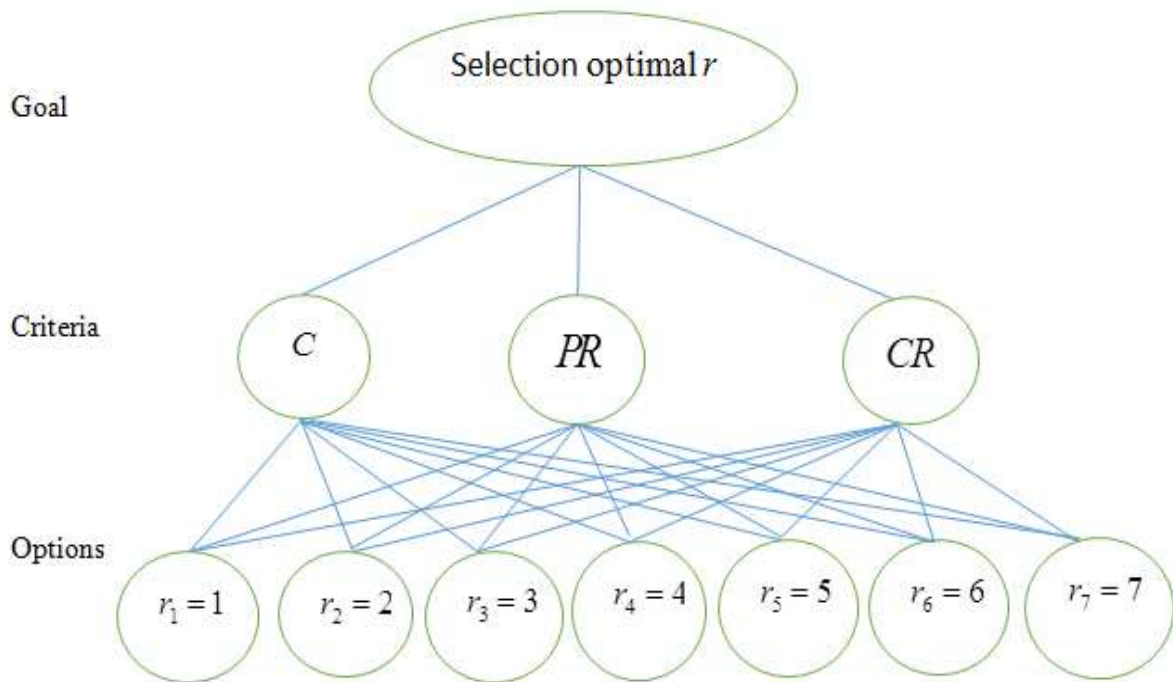 Selection optimal r
Goal
Criteria
C
PR
CR
Options
r₁ = 1
r₂ = 2
r₃ = 3
r₄ = 4
r₅ = 5
r₆ = 6
r₇ = 7